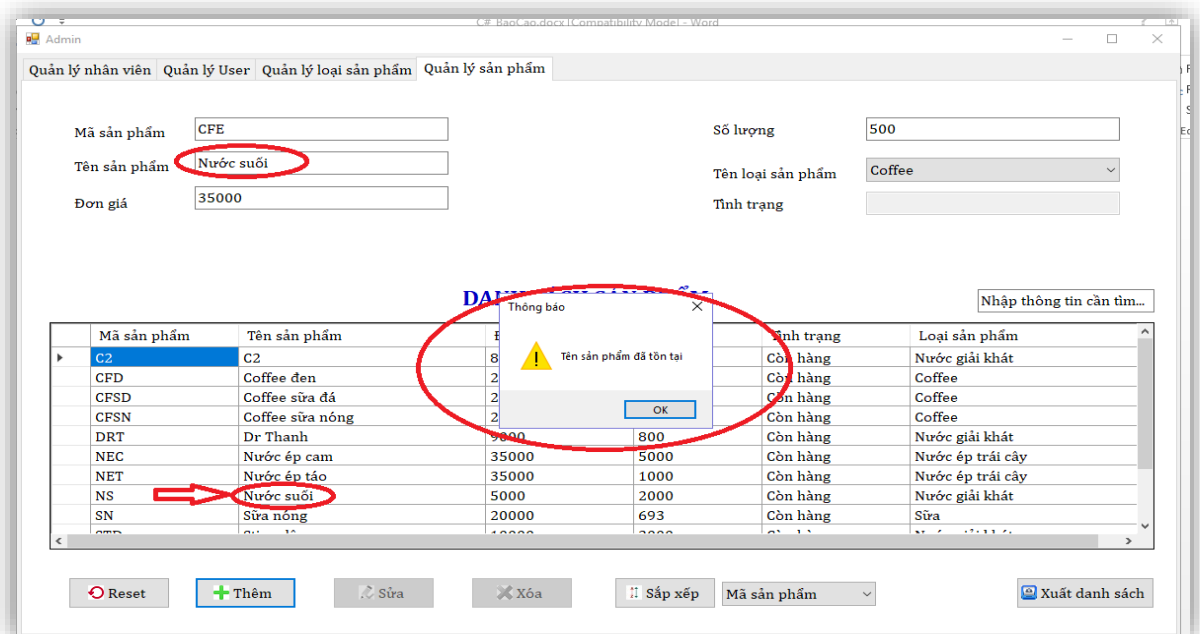 C# BaoCao.docx [Compatibility Mode] - Word
Admin
Quản lý nhân viên Quản lý User Quản lý loại sản phẩm Quản lý sản phẩm
Mã sản phẩm CFE Số lượng 500
Tên sản phẩm Nước suối Tên loại sản phẩm Coffee
Đơn giá 35000 Tình trạng
Nhập thông tin cần tìm...
Thông báo
Tên sản phẩm đã tồn tại
OK
Mã sản phẩm Tên sản phẩm trạng Loại sản phẩm
C2 C2 Còn hàng Nước giải khát
CFD Coffee đen Còn hàng Coffee
CFSD Coffee sữa đá Còn hàng Coffee
CFSN Coffee sữa nóng Còn hàng Coffee
DRT Dr Thanh 9000 800 Còn hàng Nước giải khát
NEC Nước ép cam 35000 5000 Còn hàng Nước ép trái cây
NET Nước ép táo 35000 1000 Còn hàng Nước ép trái cây
NS Nước suối 5000 2000 Còn hàng Nước giải khát
SN Sữa nóng 20000 693 Còn hàng Sữa
Reset Thêm Sửa Xóa Sắp xếp Mã sản phẩm Xuất danh sách